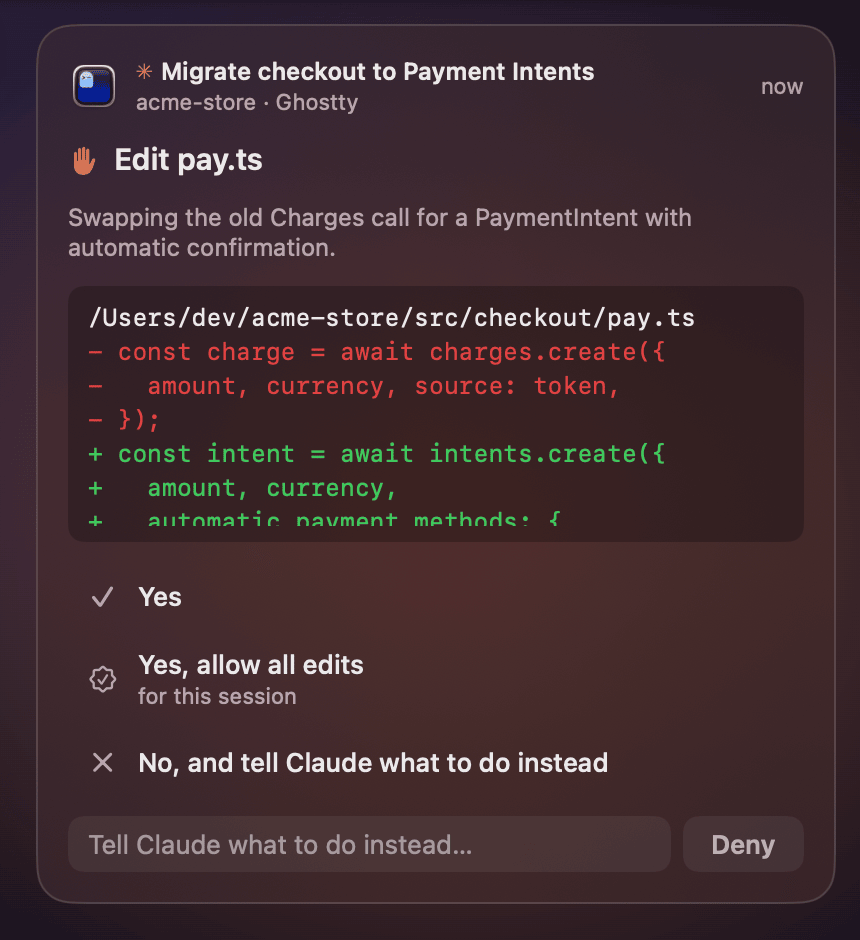 Migrate checkout to Payment Intents
acme-store · Ghostty
now
Edit pay.ts
Swapping the old Charges call for a PaymentIntent with
automatic confirmation.
/Users/dev/acme-store/src/checkout/pay.ts
- const charge = await charges.create({
-   amount, currency, source: token,
- });
+ const intent = await intents.create({
+   amount, currency,
+   automatic_payment_methods: {
Yes
Yes, allow all edits
for this session
No, and tell Claude what to do instead
Tell Claude what to do instead...
Deny